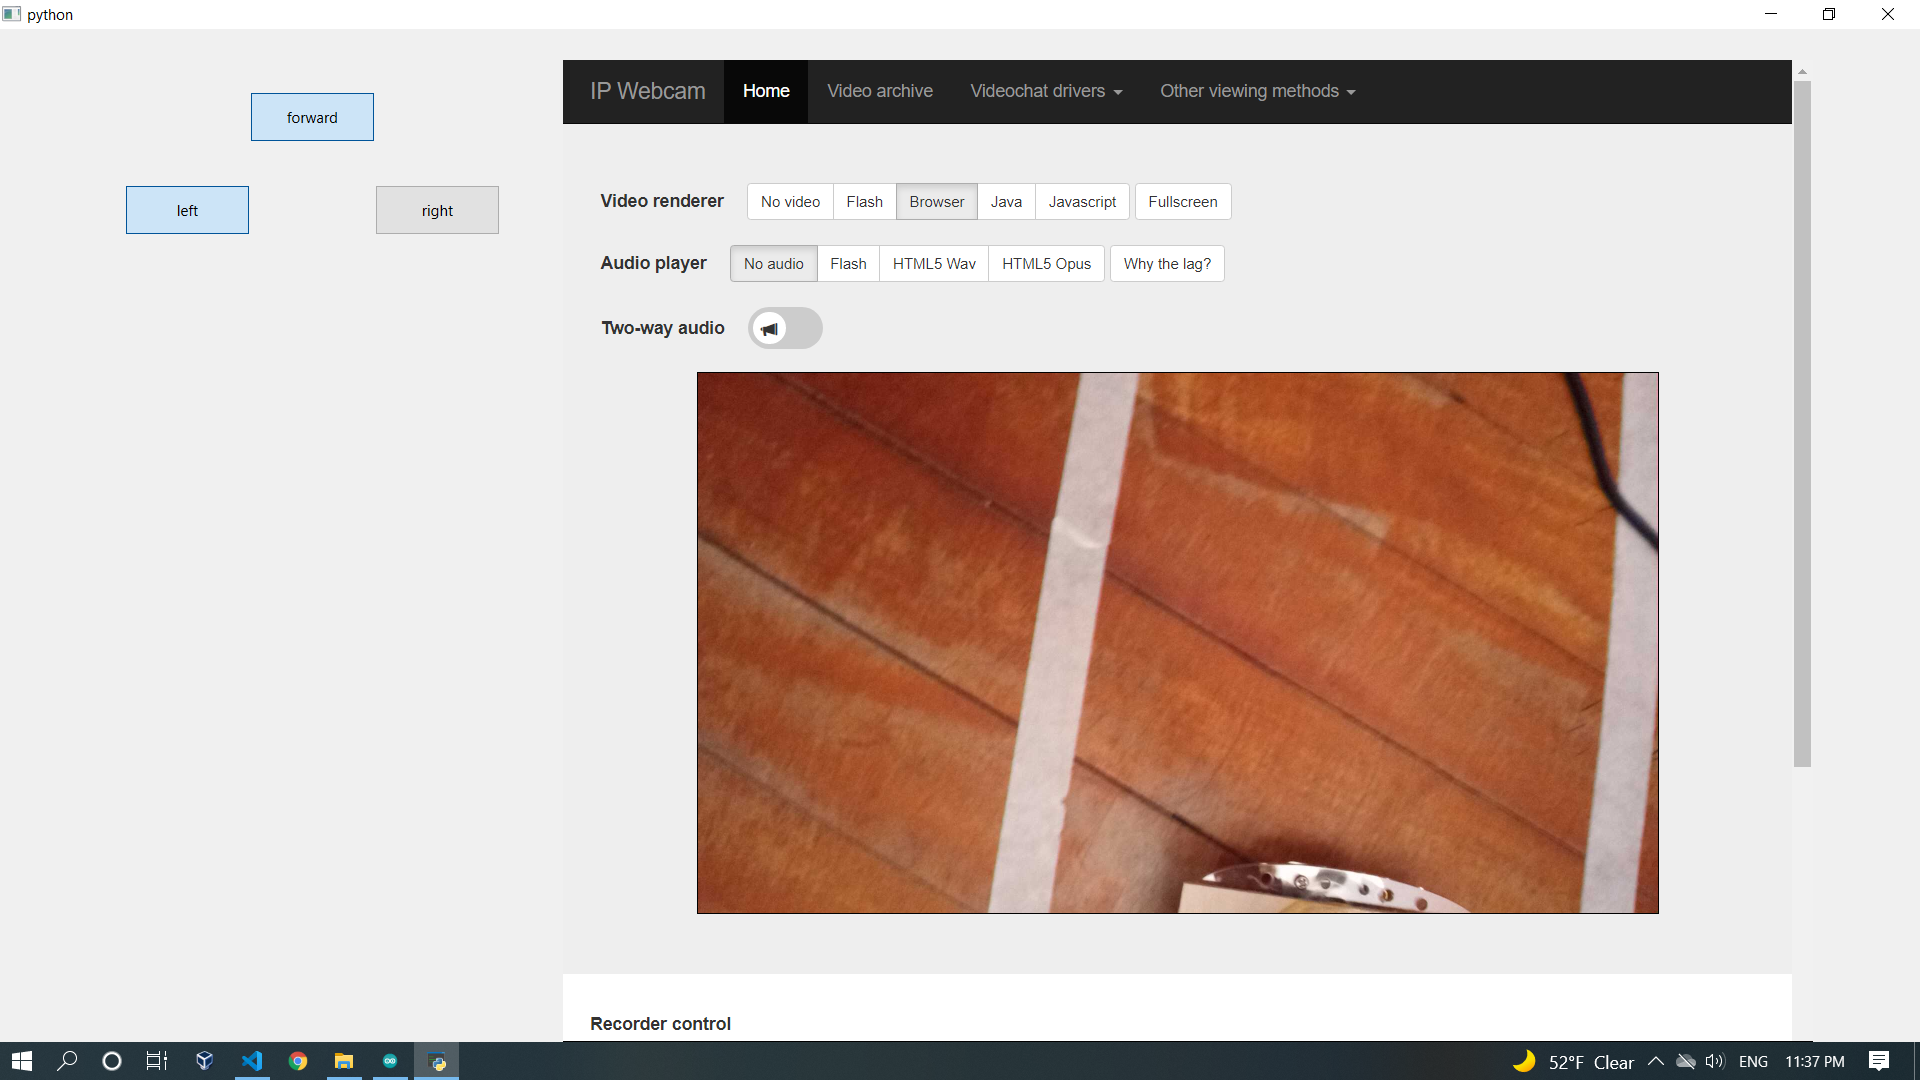 python
forward
left
right
IP Webcam Home Video archive Videochat drivers Other viewing methods
Video renderer No video Flash Browser Java Javascript Fullscreen
Audio player No audio Flash HTML5 Wav HTML5 Opus Why the lag?
Two-way audio
Recorder control
52°F Clear ENG 11:37 PM